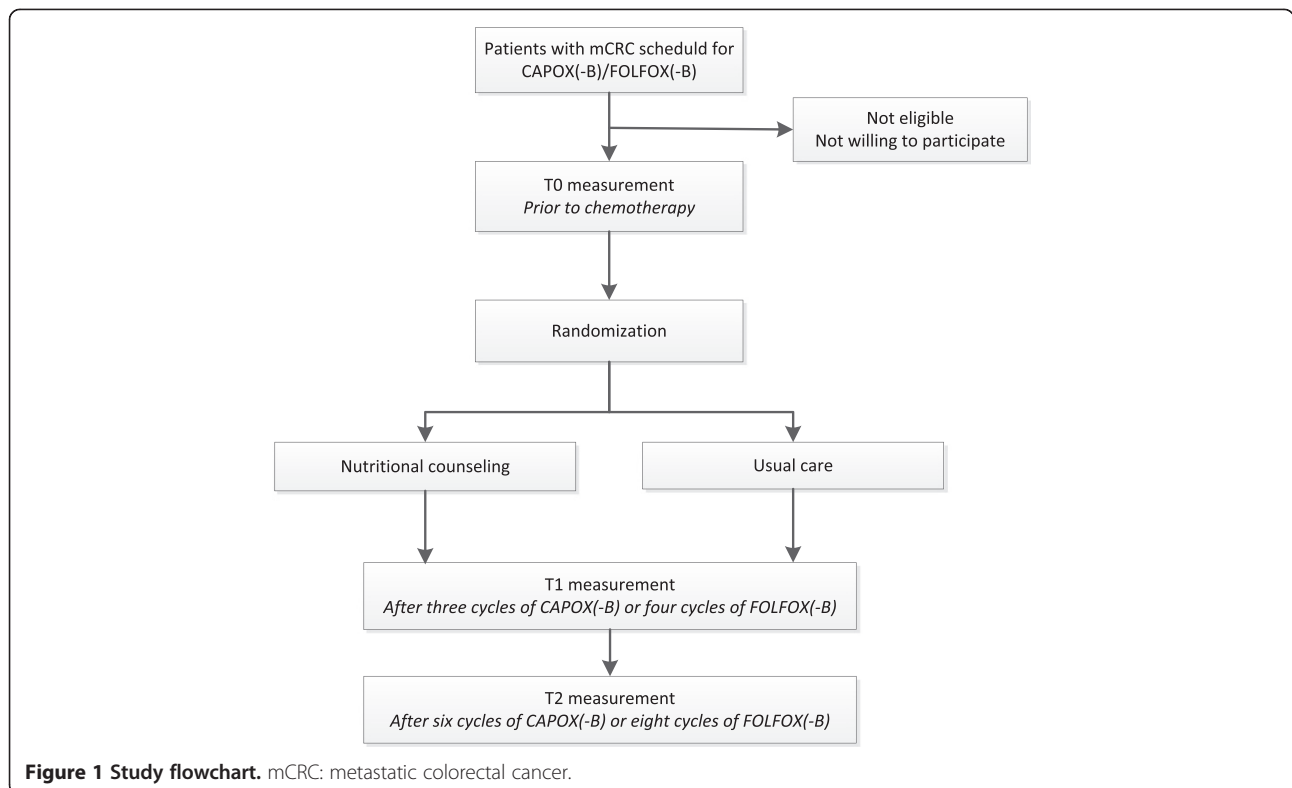 Patients with mCRC scheduld for
CAPOX(-B)/FOLFOX(-B)
Not eligible
Not willing to participate
T0 measurement
Prior to chemotherapy
Randomization
Nutritional counseling
Usual care
T1 measurement
After three cycles of CAPOX(-B) or four cycles of FOLFOX(-B)
T2 measurement
After six cycles of CAPOX(-B) or eight cycles of FOLFOX(-B)
Figure 1 Study flowchart. mCRC: metastatic colorectal cancer.